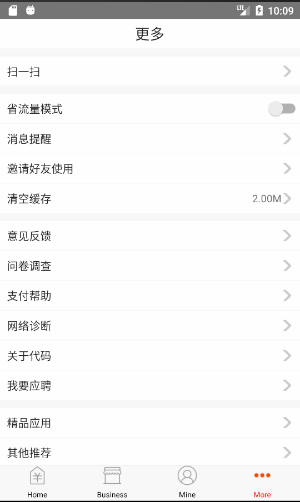 LTE 10:09
更多
扫一扫
省流量模式
消息提醒
邀请好友使用
清空缓存 2.00M
意见反馈
问卷调查
支付帮助
网络诊断
关于代码
我要应聘
精品应用
其他推荐
Home Business Mine More